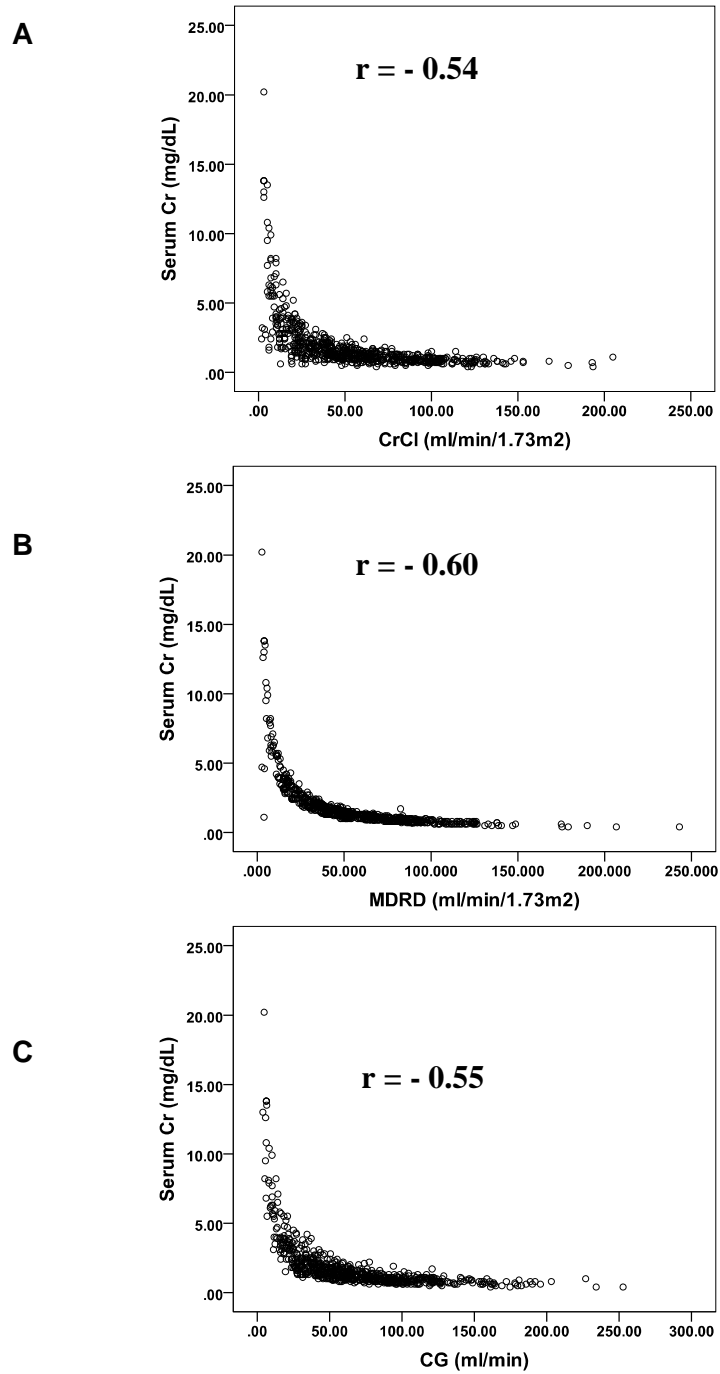 A
r = - 0.54
Serum Cr (mg/dL)
25.00
20.00
15.00
10.00
5.00
.00
.00 50.00 100.00 150.00 200.00 250.00
CrCl (ml/min/1.73m2)
B
r = - 0.60
Serum Cr (mg/dL)
25.00
20.00
15.00
10.00
5.00
.00
.000 50.000 100.000 150.000 200.000 250.000
MDRD (ml/min/1.73m2)
C
r = - 0.55
Serum Cr (mg/dL)
25.00
20.00
15.00
10.00
5.00
.00
.00 50.00 100.00 150.00 200.00 250.00 300.00
CG (ml/min)